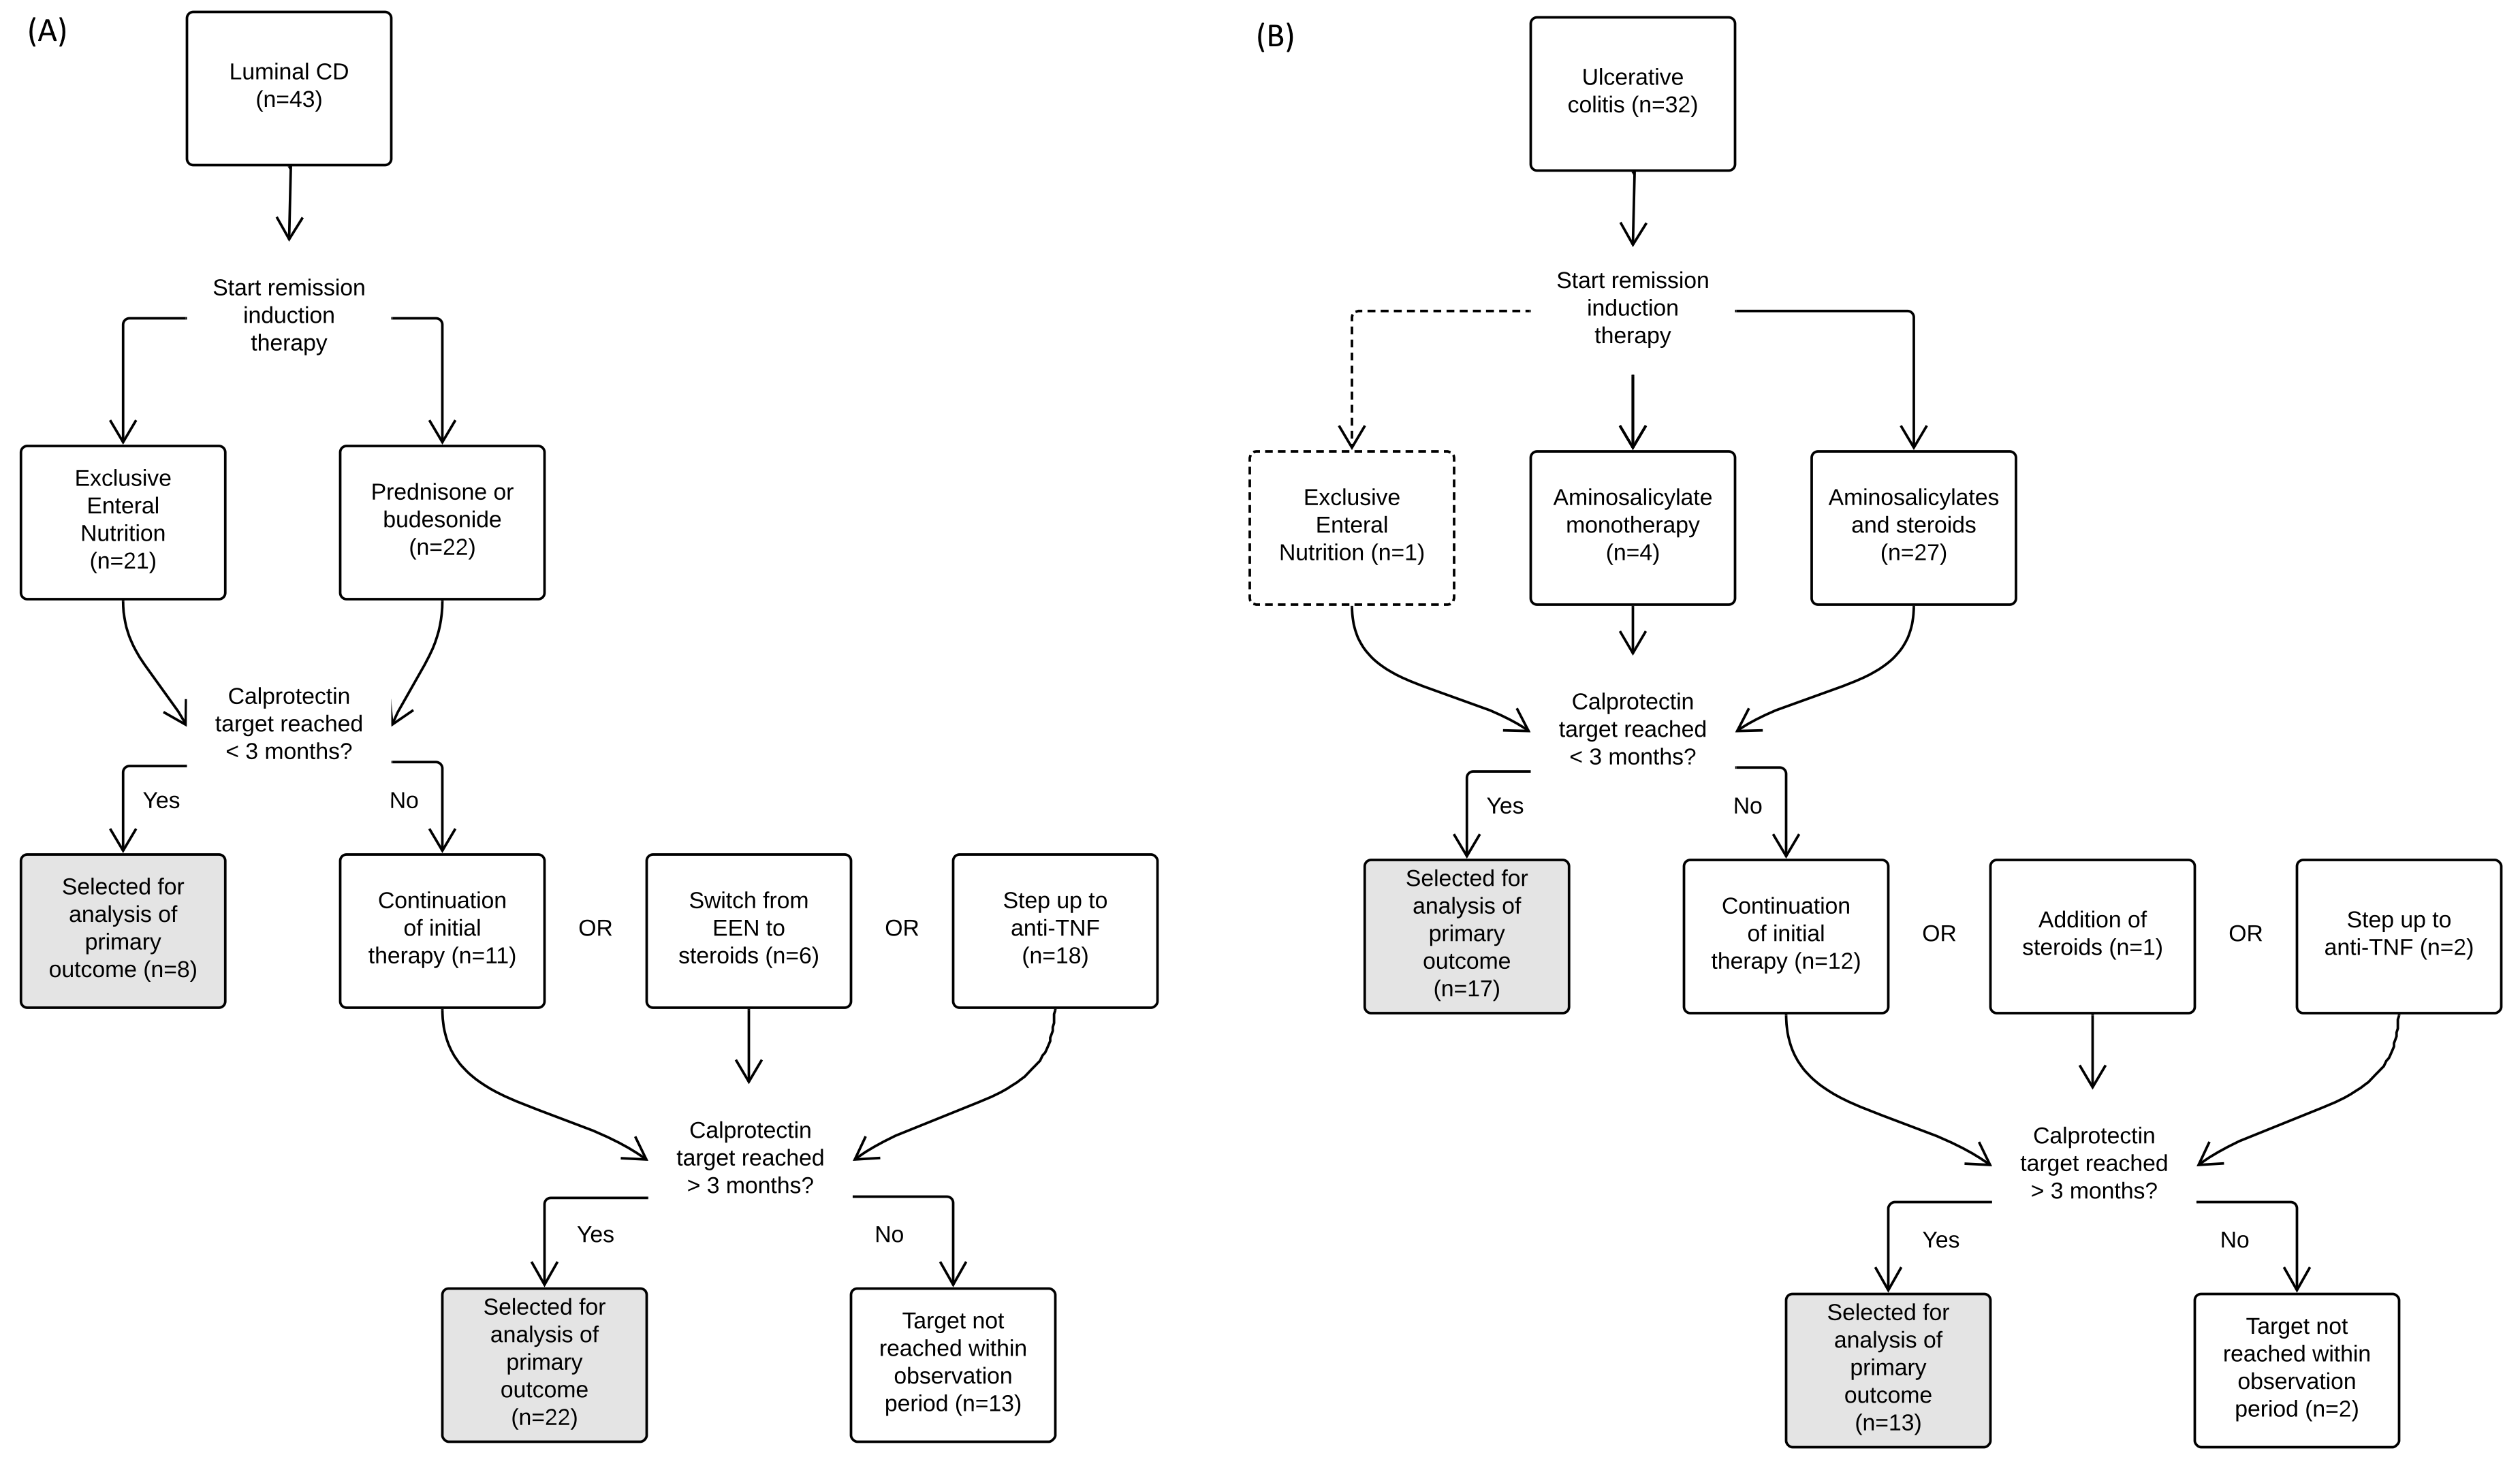 (A)
Luminal CD
(n=43)
Start remission
induction
therapy
Exclusive
Enteral
Nutrition
(n=21)
Prednisone or
budesonide
(n=22)
Calprotectin
target reached
< 3 months?
Yes
No
Selected for
analysis of
primary
outcome (n=8)
Continuation
of initial
therapy (n=11)
OR
Switch from
EEN to
steroids (n=6)
OR
Step up to
anti-TNF
(n=18)
Calprotectin
target reached
> 3 months?
Yes
No
Selected for
analysis of
primary
outcome
(n=22)
Target not
reached within
observation
period (n=13)
(B)
Ulcerative
colitis (n=32)
Start remission
induction
therapy
Exclusive
Enteral
Nutrition (n=1)
Aminosalicylate
monotherapy
(n=4)
Aminosalicylates
and steroids
(n=27)
Calprotectin
target reached
< 3 months?
Yes
No
Selected for
analysis of
primary
outcome
(n=17)
Continuation
of initial
therapy (n=12)
OR
Addition of
steroids (n=1)
OR
Step up to
anti-TNF (n=2)
Calprotectin
target reached
> 3 months?
Yes
No
Selected for
analysis of
primary
outcome
(n=13)
Target not
reached within
observation
period (n=2)